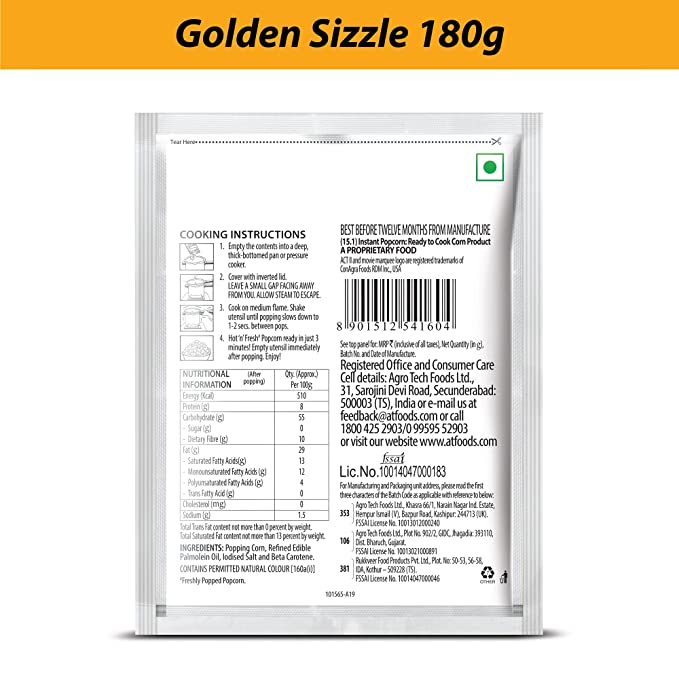 Golden Sizzle 180g
Tear Here
COOKING INSTRUCTIONS
1. Empty the contents into a deep,
thick-bottomed pan or pressure
cooker.
2. Cover with inverted lid.
LEAVE A SMALL GAP FACING AWAY
FROM YOU, ALLOW STEAM TO ESCAPE.
3. Cook on medium flame. Shake
utensil until popping slows down to
1-2 secs. between pops.
4. Hot'n'Fresh* Popcorn ready in just 3
minutes! Empty utensil immediately
after popping. Enjoy!
NUTRITIONAL INFORMATION (After popping) Qty. (Approx.) Per 100g
Energy (Kcal) 510
Protein (g) 8
Carbohydrate (g) 55
- Sugar (g) 0
- Dietary Fibre (g) 10
Fat (g) 29
- Saturated Fatty Acids(g) 13
- Monounsaturated Fatty Acids (g) 12
- Polyunsaturated Fatty Acids (g) 4
- Trans Fatty Acid (g) 0
Cholesterol (mg) 0
Sodium (g) 1.5
Total Trans Fat content not more than 0 percent by weight.
Total Saturated Fat content not more than 13 percent by weight.
INGREDIENTS: Popping Corn, Refined Edible
Palmolein Oil, Iodised Salt and Beta Carotene.
CONTAINS PERMITTED NATURAL COLOUR [160a(i)]
*Freshly Popped Popcorn.
101565-A19
BEST BEFORE TWELVE MONTHS FROM MANUFACTURE
(15.1) Instant Popcorn: Ready to Cook Corn Product
A PROPRIETARY FOOD
ACT II and movie marquee logo are registered trademarks of
ConAgra Foods RDM Inc., USA
8 901512 541604
See top panel for: MRP ₹ (inclusive of all taxes), Net Quantity (in g),
Batch No. and Date of Manufacture.
Registered Office and Consumer Care
Cell details: Agro Tech Foods Ltd.,
31, Sarojini Devi Road, Secunderabad:
500003 (TS), India or e-mail us at
feedback@atfoods.com or call
1800 425 2903/0 99595 52903
or visit our website www.atfoods.com
fssai
Lic.No.10014047000183
For Manufacturing and Packaging unit address, please read the first
three characters of the Batch Code as applicable with reference to below:
353 Agro Tech Foods Ltd., Khasra 66/1, Narain Nagar Ind. Estate,
Hempur Ismail (V), Bazpur Road, Kashipur: 244713 (UK).
FSSAI License No. 10013012000240
106 Agro Tech Foods Ltd., Plot No. 902/2, GIDC, Jhagadia: 393110,
Dist. Bharuch, Gujarat.
FSSAI License No. 10013021000891
381 Rukkveer Food Products Pvt. Ltd., Plot. No: 50-53, 56-58,
IDA, Kothur – 509228 (TS).
FSSAI License No. 10014047000046
OTHER